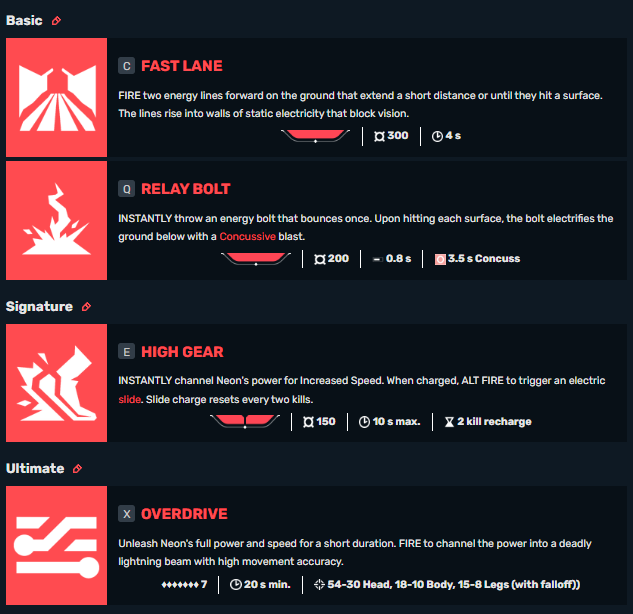 Basic
C FAST LANE
FIRE two energy lines forward on the ground that extend a short distance or until they hit a surface.
The lines rise into walls of static electricity that block vision.
300 4 s
Q RELAY BOLT
INSTANTLY throw an energy bolt that bounces once. Upon hitting each surface, the bolt electrifies the
ground below with a Concussive blast.
200 0.8 s 3.5 s Concuss
Signature
E HIGH GEAR
INSTANTLY channel Neon's power for Increased Speed. When charged, ALT FIRE to trigger an electric
slide. Slide charge resets every two kills.
150 10 s max. 2 kill recharge
Ultimate
X OVERDRIVE
Unleash Neon's full power and speed for a short duration. FIRE to channel the power into a deadly
lightning beam with high movement accuracy.
7 20 s min. 54-30 Head, 18-10 Body, 15-8 Legs (with falloff))